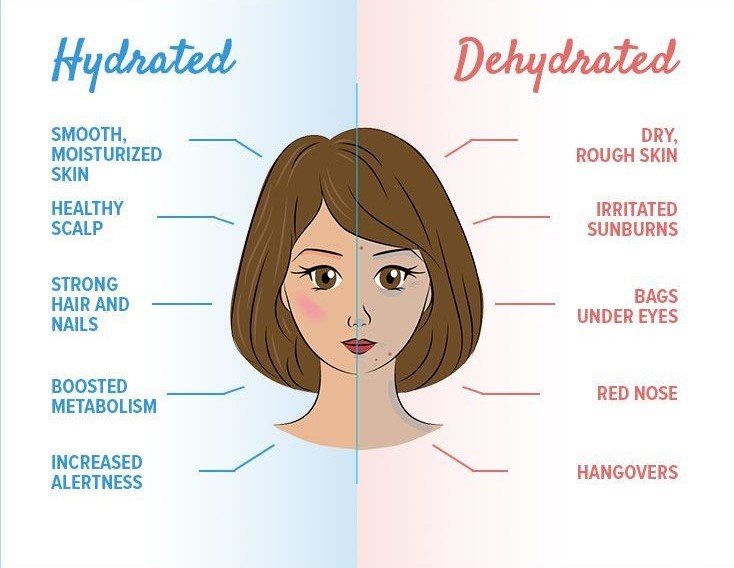 Hydrated
SMOOTH,
MOISTURIZED
SKIN
HEALTHY
SCALP
STRONG
HAIR AND
NAILS
BOOSTED
METABOLISM
INCREASED
ALERTNESS
Dehydrated
DRY,
ROUGH SKIN
IRRITATED
SUNBURNS
BAGS
UNDER EYES
RED NOSE
HANGOVERS